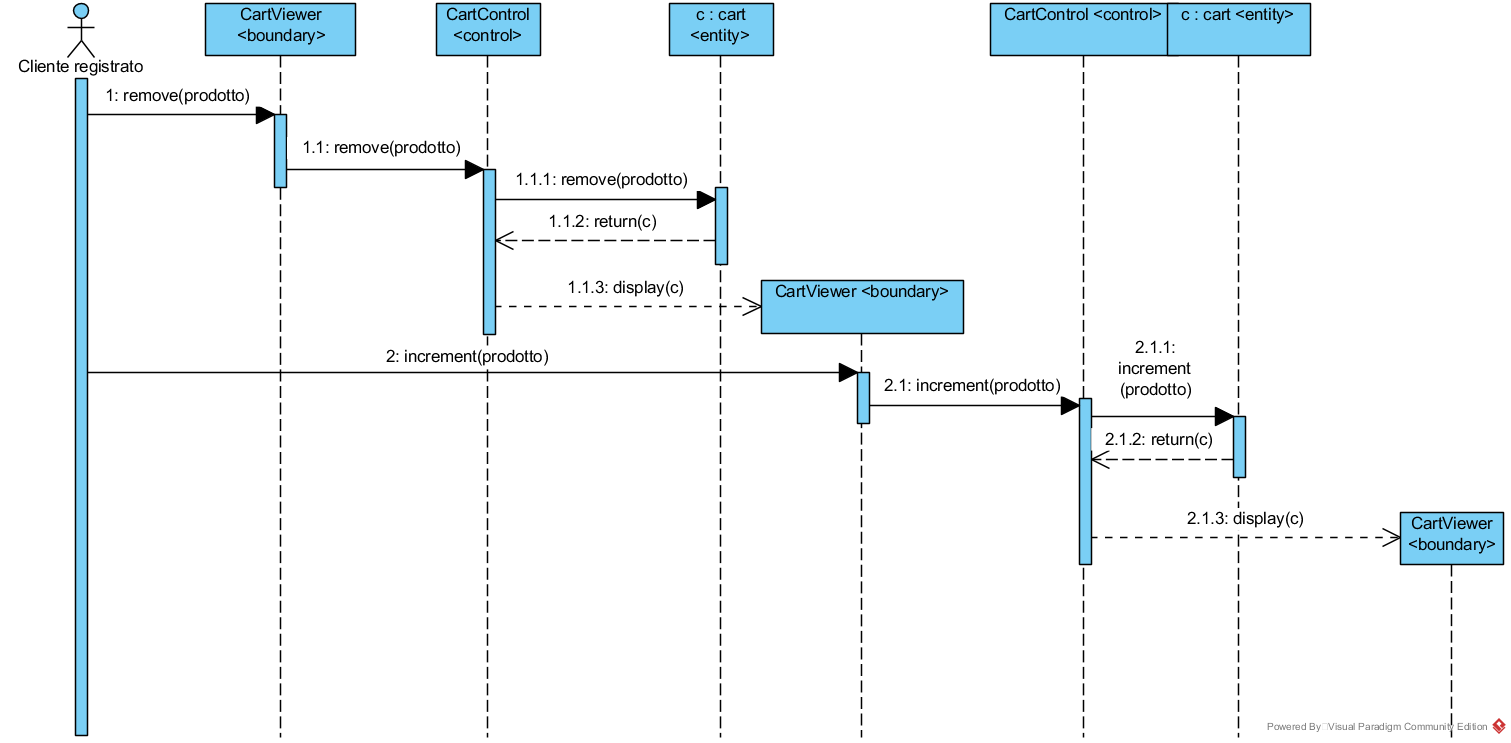 Cliente registrato
CartViewer
<boundary>
CartControl
<control>
c : cart
<entity>
CartControl <control>
c : cart <entity>
1: remove(prodotto)
1.1: remove(prodotto)
1.1.1: remove(prodotto)
1.1.2: return(c)
1.1.3: display(c)
CartViewer <boundary>
2: increment(prodotto)
2.1: increment(prodotto)
2.1.1:
increment
(prodotto)
2.1.2: return(c)
2.1.3: display(c)
CartViewer
<boundary>
Powered By Visual Paradigm Community Edition